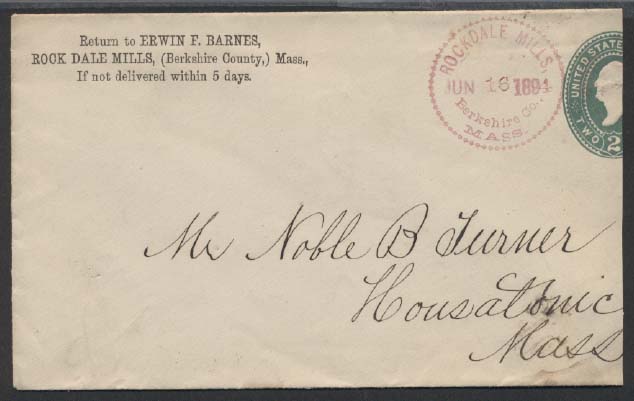 Return to ERWIN F. BARNES,
ROCK DALE MILLS, (Berkshire County,) Mass.,
If not delivered within 5 days.
ROCKDALE MILLS,
JUN 16 1894
Berkshire Co.,
MASS.
UNITED STATE
TWO 2
Mr Noble B Turner
Housatonic
Mass